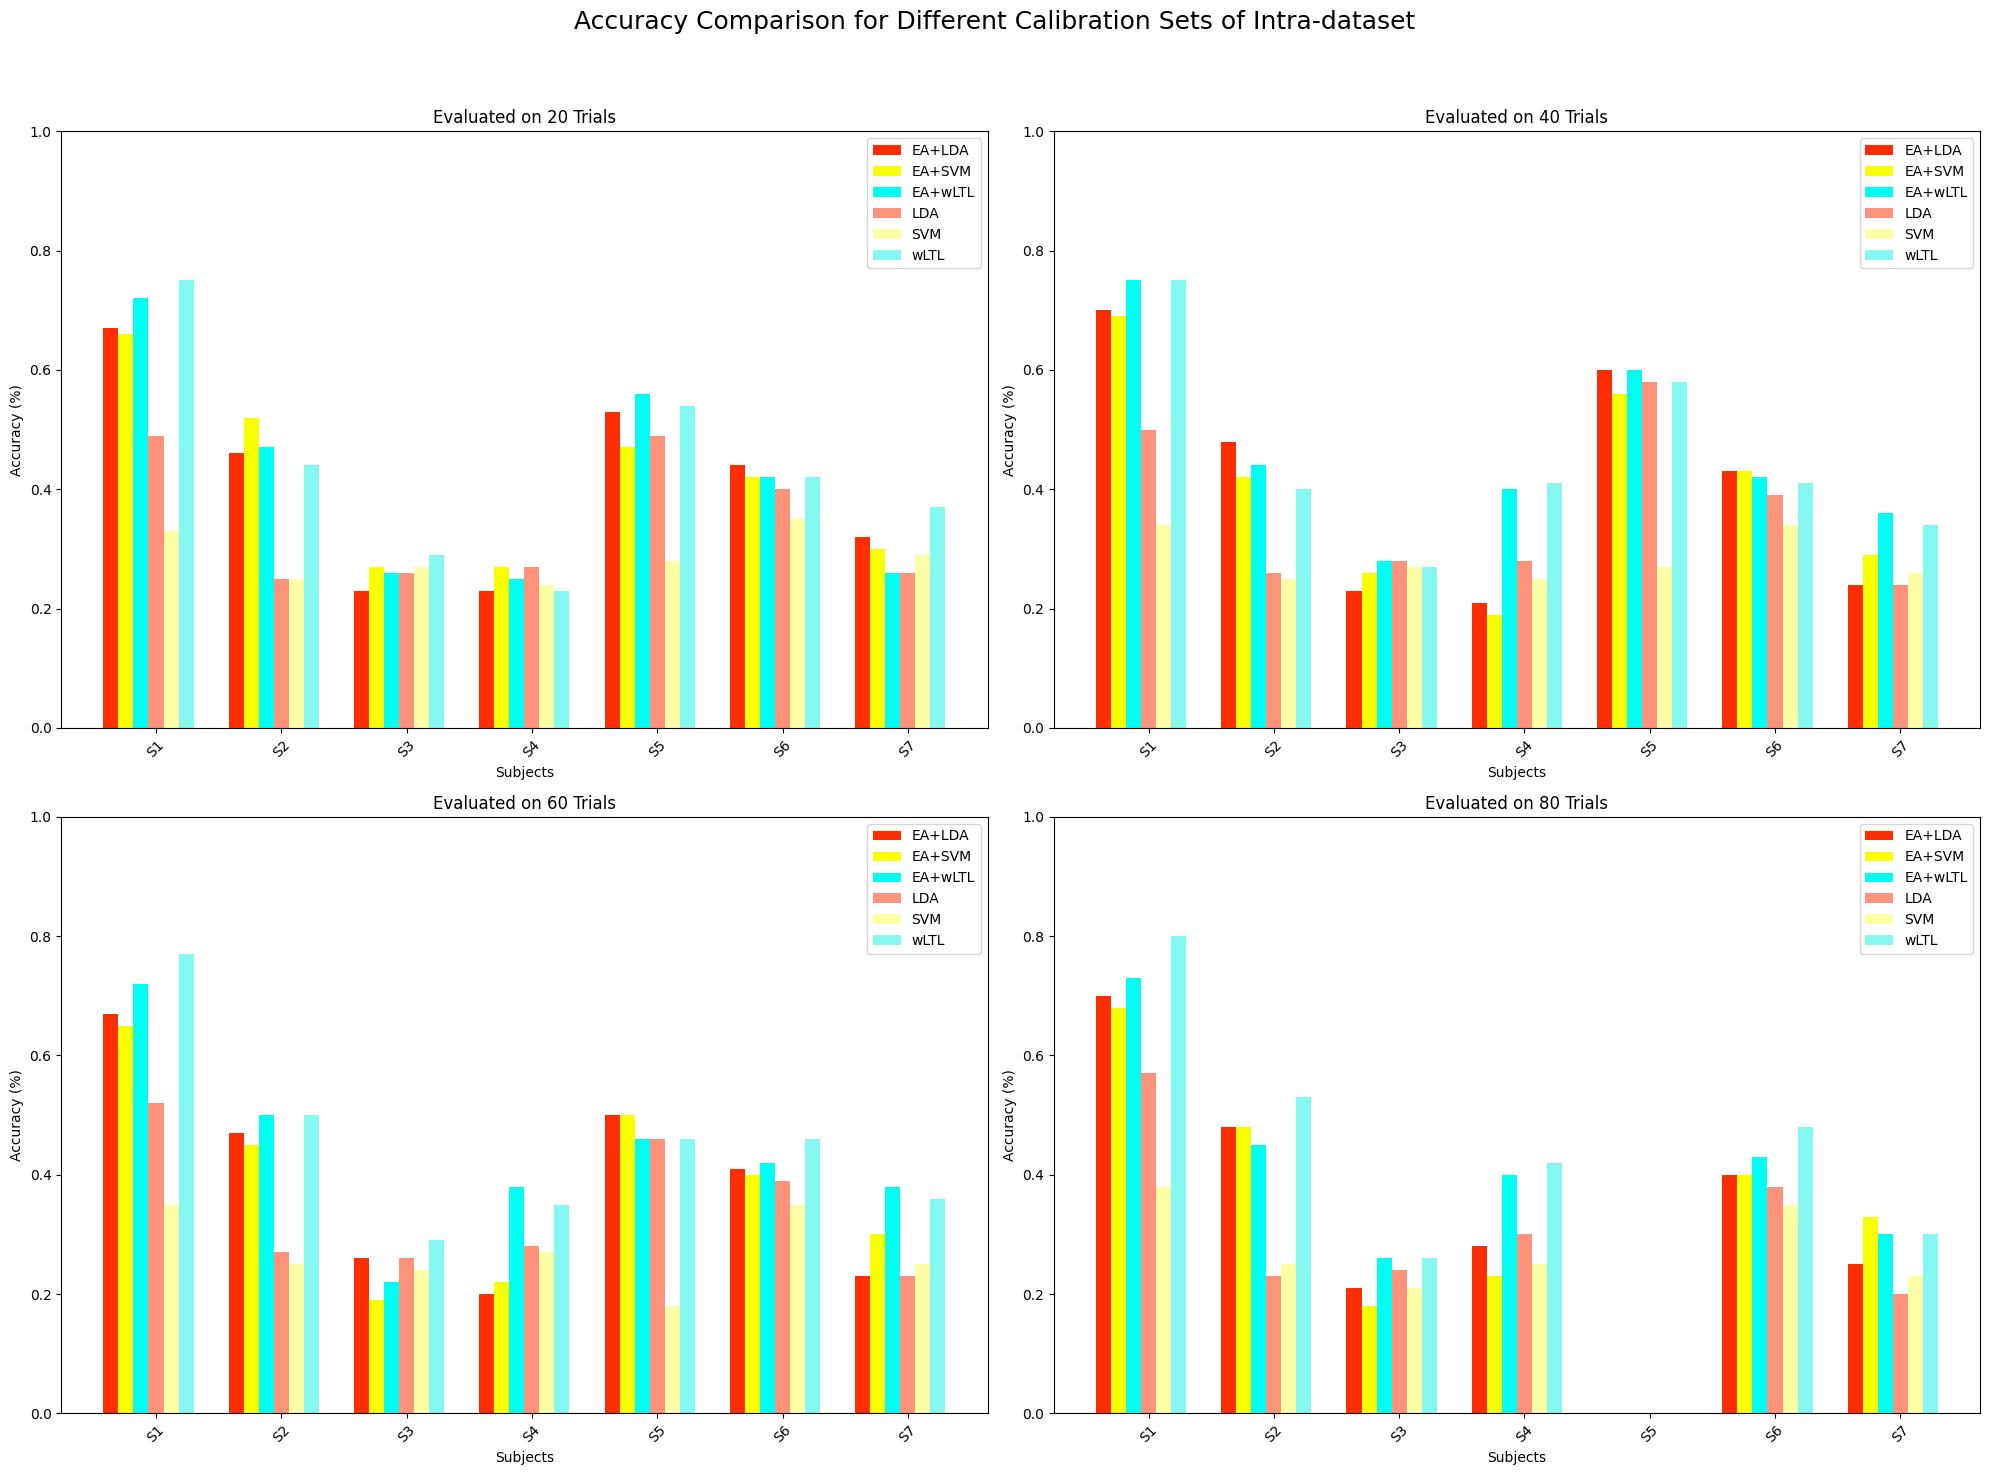 Accuracy Comparison for Different Calibration Sets of Intra-dataset
Evaluated on 20 Trials
1.0
0.8
0.6
0.4
0.2
0.0
Accuracy (%)
EA+LDA
EA+SVM
EA+wLTL
LDA
SVM
wLTL
S1 S2 S3 S4 S5 S6 S7
Subjects
Evaluated on 40 Trials
1.0
0.8
0.6
0.4
0.2
0.0
Accuracy (%)
EA+LDA
EA+SVM
EA+wLTL
LDA
SVM
wLTL
S1 S2 S3 S4 S5 S6 S7
Subjects
Evaluated on 60 Trials
1.0
0.8
0.6
0.4
0.2
0.0
Accuracy (%)
EA+LDA
EA+SVM
EA+wLTL
LDA
SVM
wLTL
S1 S2 S3 S4 S5 S6 S7
Subjects
Evaluated on 80 Trials
1.0
0.8
0.6
0.4
0.2
0.0
Accuracy (%)
EA+LDA
EA+SVM
EA+wLTL
LDA
SVM
wLTL
S1 S2 S3 S4 S5 S6 S7
Subjects